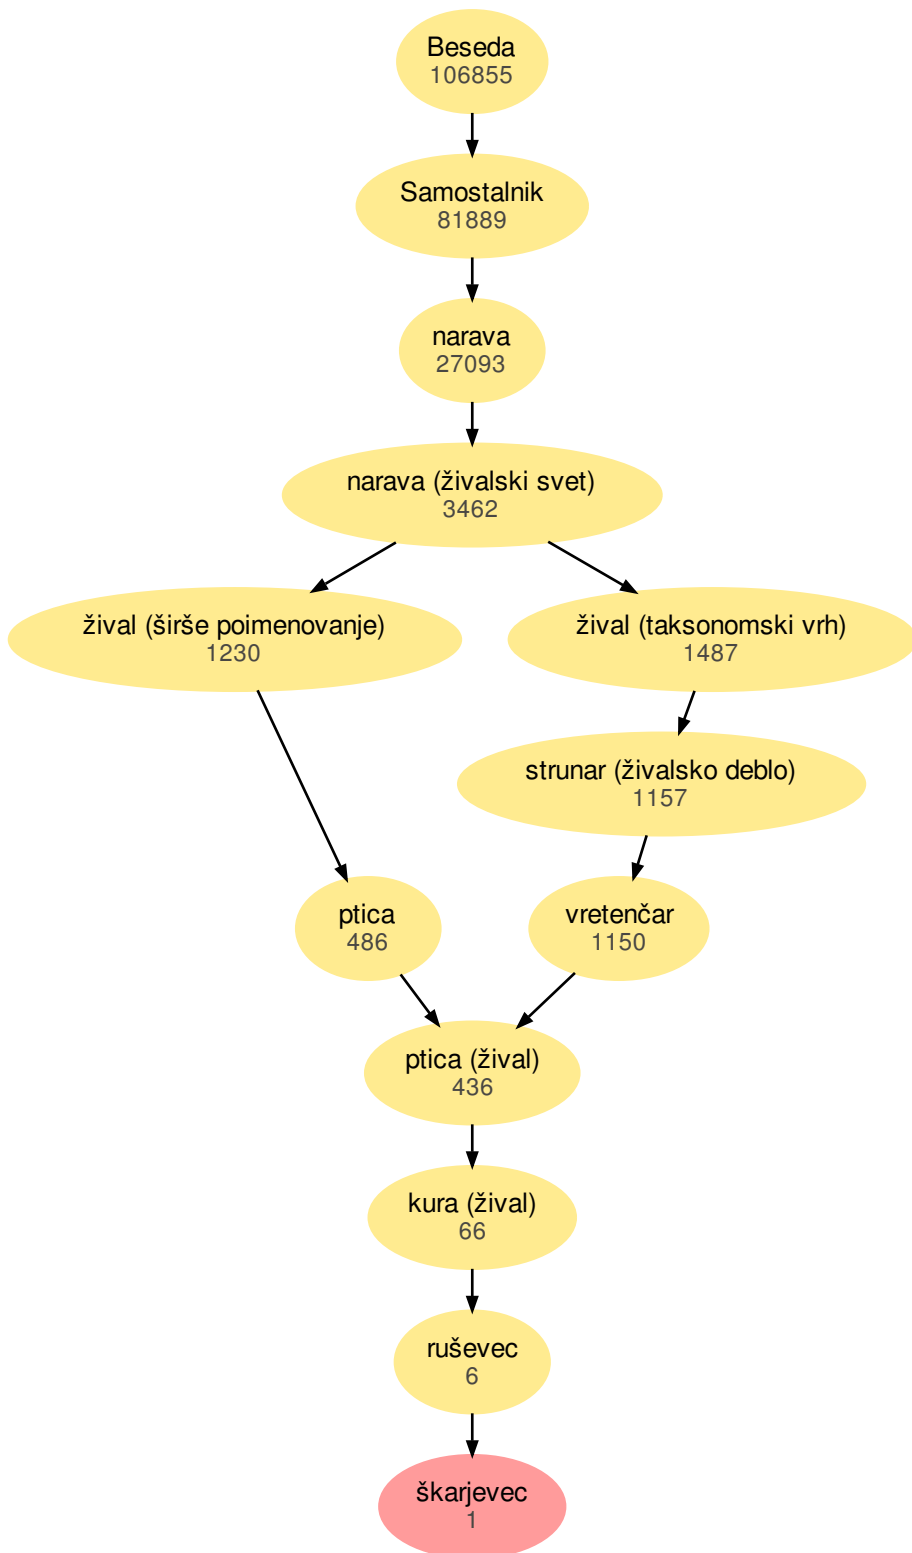 Beseda
106855
Samostalnik
81889
narava
27093
narava (živalski svet)
3462
žival (širše poimenovanje)
1230
žival (taksonomski vrh)
1487
strunar (živalsko deblo)
1157
ptica
486
vretenčar
1150
ptica (žival)
436
kura (žival)
66
ruševec
6
škarjevec
1